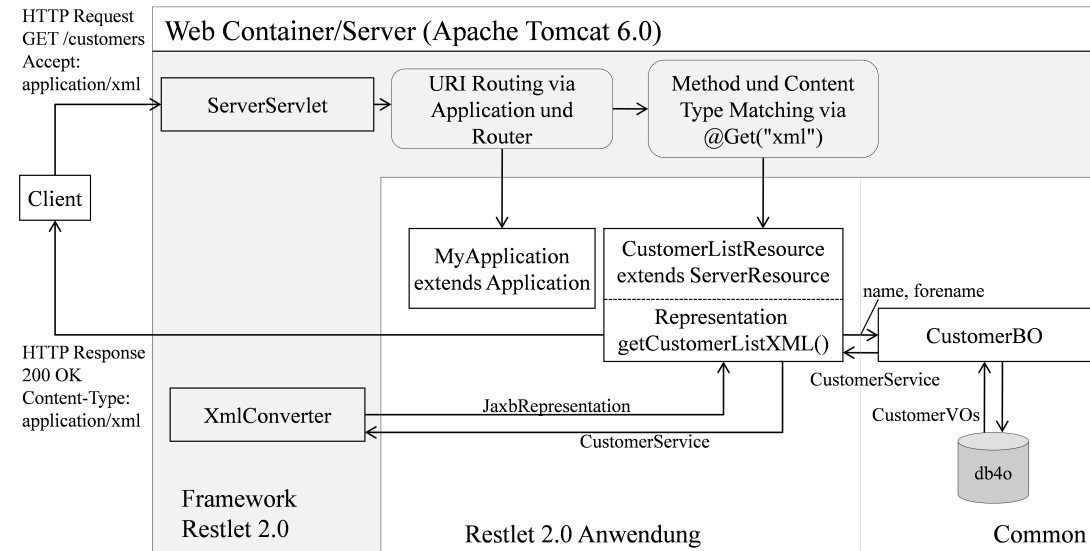 HTTP Request
GET /customers
Accept:
application/xml
Web Container/Server (Apache Tomcat 6.0)
ServerServlet
URI Routing via
Application und
Router
Method und Content
Type Matching via
@Get("xml")
Client
MyApplication
extends Application
CustomerListResource
extends ServerResource
Representation
getCustomerListXML()
name, forename
CustomerBO
CustomerService
HTTP Response
200 OK
Content-Type:
application/xml
XmlConverter
JaxbRepresentation
CustomerService
CustomerVOs
db4o
Framework
Restlet 2.0
Restlet 2.0 Anwendung
Common